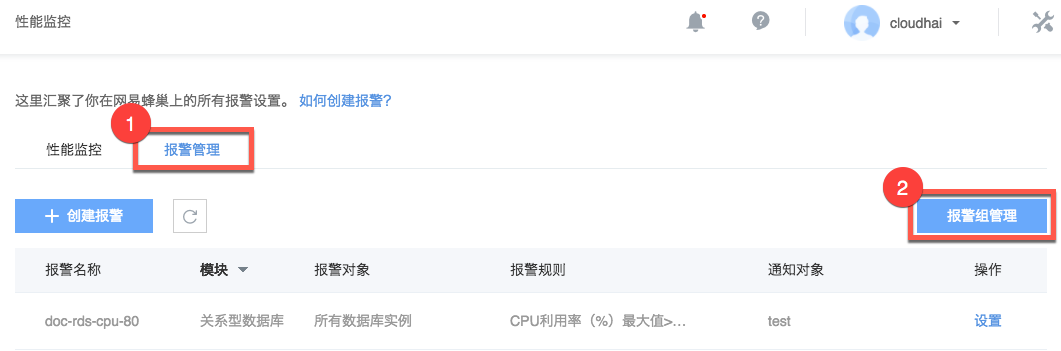 性能监控
cloudhai
这里汇聚了你在网易蜂巢上的所有报警设置。 如何创建报警?
1
性能监控 报警管理
2
创建报警 报警组管理
报警名称 模块 报警对象 报警规则 通知对象 操作
doc-rds-cpu-80 关系型数据库 所有数据库实例 CPU利用率（%）最大值>... test 设置